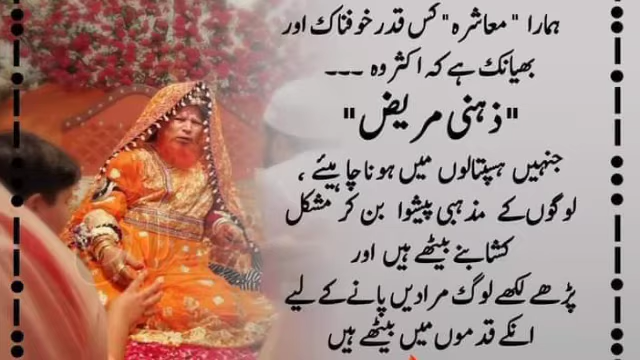 ہمارا " معاشرہ" کس قدر خوفناک اور
بھیانک ہے کہ اکثر وہ ۔۔۔
"ذہنی مریض"
جنہیں ہسپتالوں میں ہونا چاہیئے ،
لوگوں کے مذہبی پیشوا بن کر مشکل
کشا بنے بیٹھے ہیں اور
پڑھے لکھے لوگ مرادیں پانے کے لیے
انکے قدموں میں بیٹھے ہیں